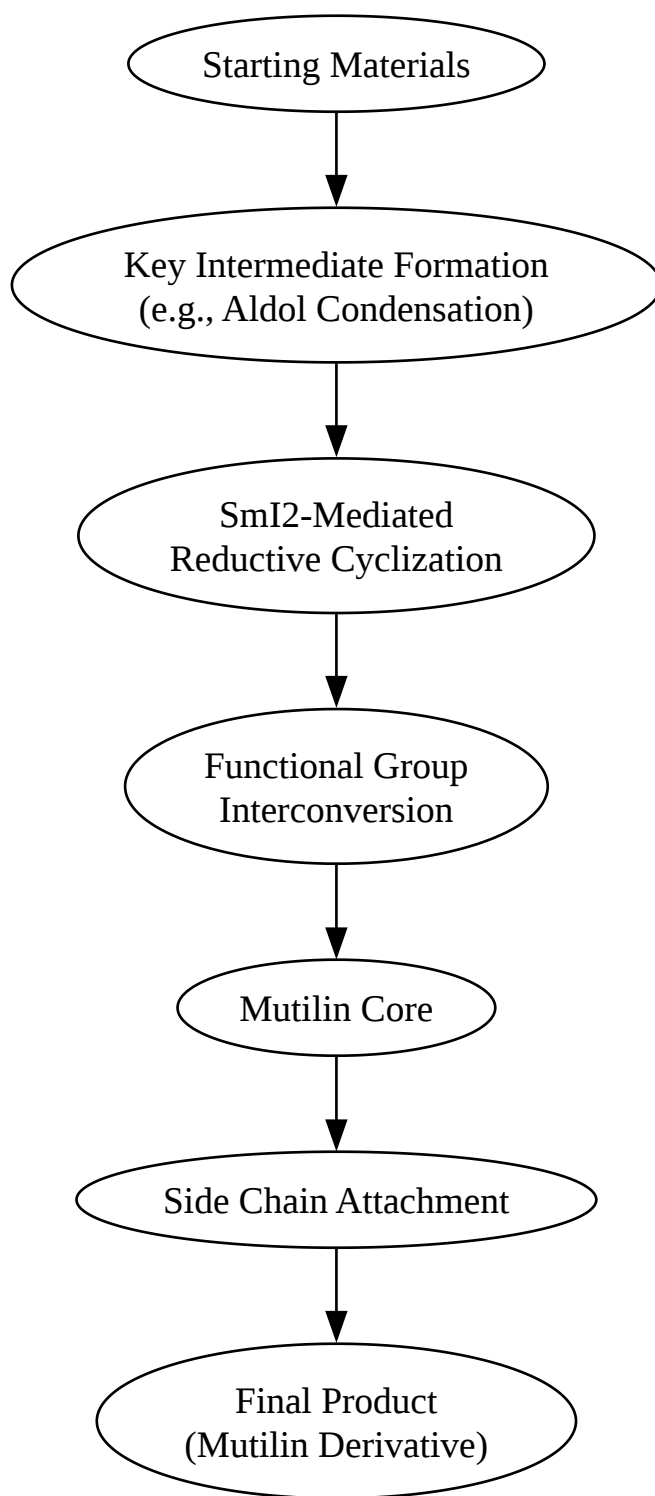 Starting Materials
Key Intermediate Formation
(e.g., Aldol Condensation)
SmI2-Mediated
Reductive Cyclization
Functional Group
Interconversion
Mutilin Core
Side Chain Attachment
Final Product
(Mutilin Derivative)